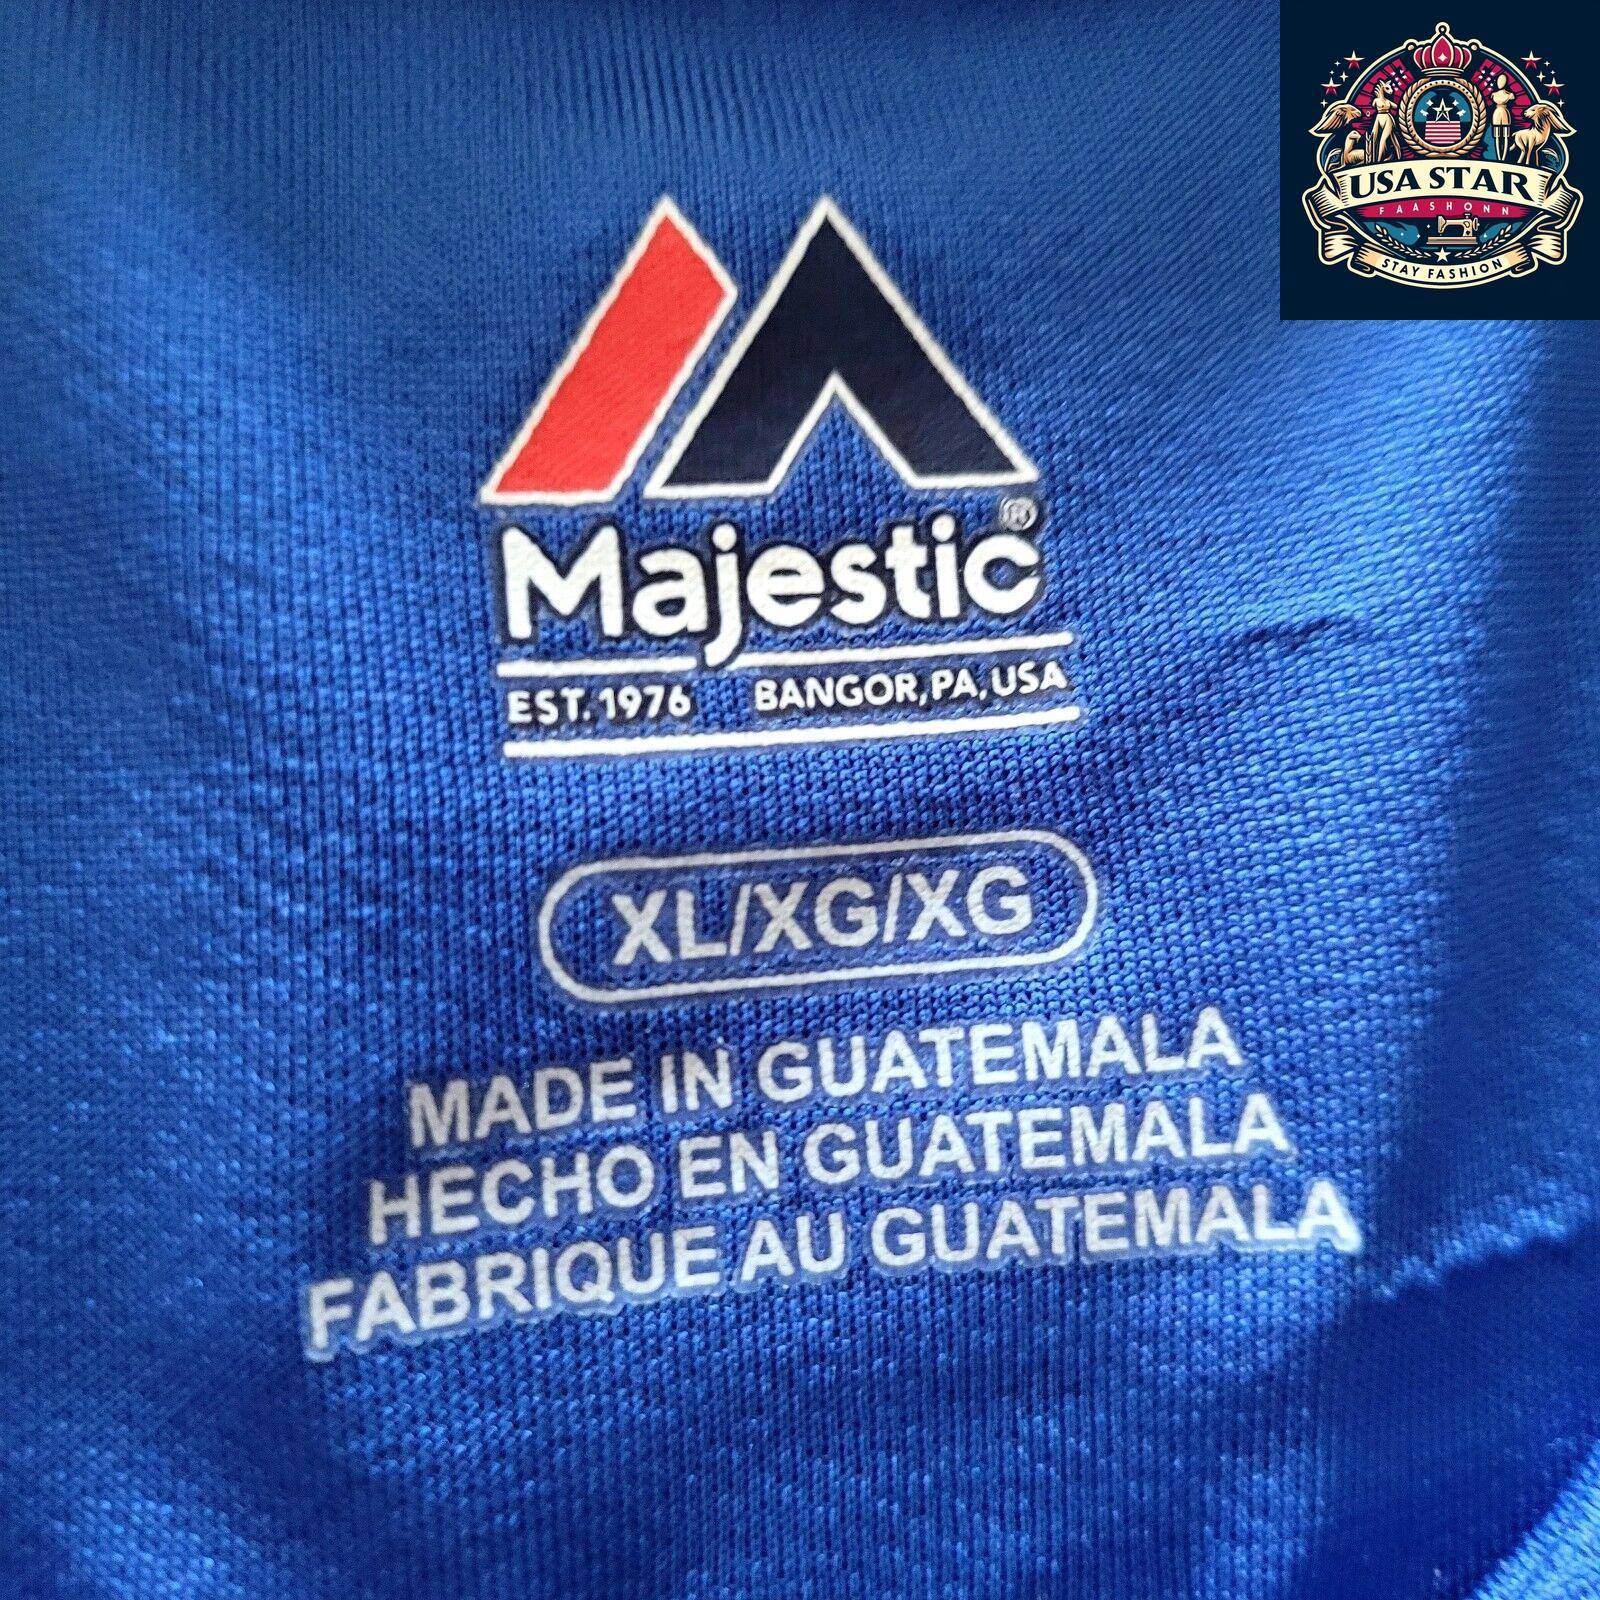 USA STAR
FAASHONN
STAY FASHION
Majestic®
EST. 1976 BANGOR, PA, USA
XL/XG/XG
MADE IN GUATEMALA
HECHO EN GUATEMALA
FABRIQUE AU GUATEMALA